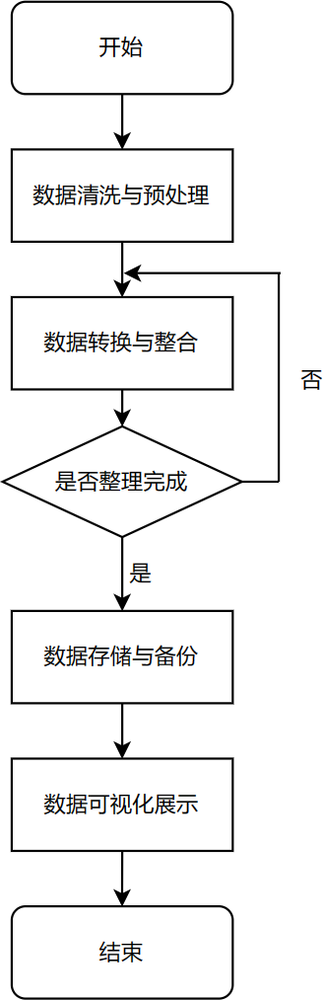 开始
数据清洗与预处理
数据转换与整合
否
是否整理完成
是
数据存储与备份
数据可视化展示
结束